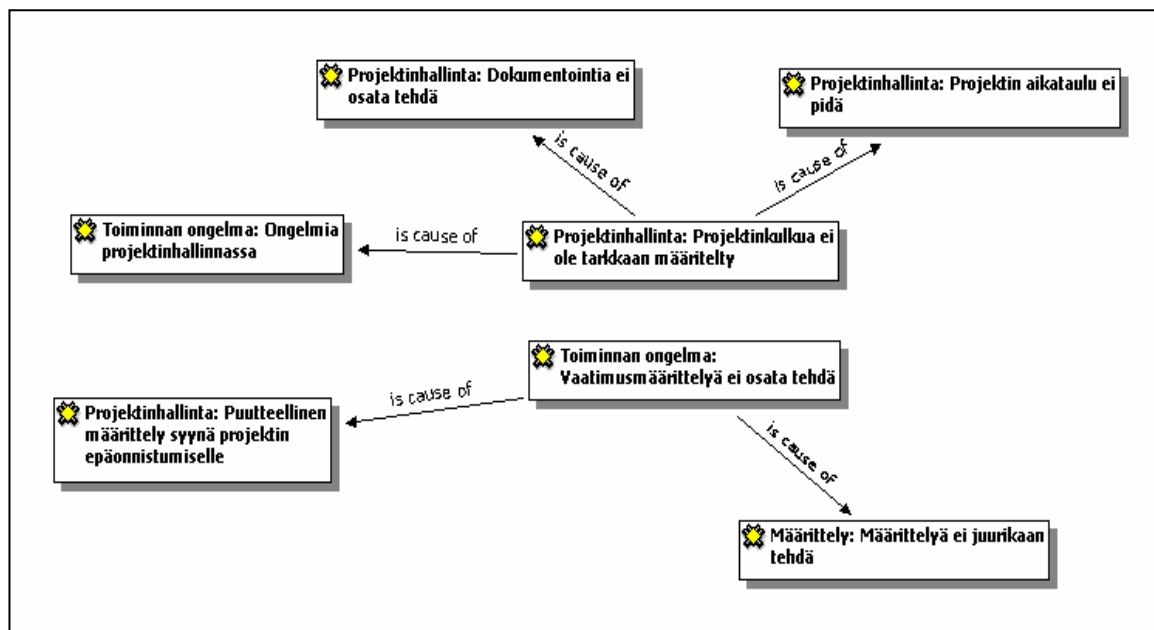 Projektinhallinta: Dokumentointia ei
osata tehdä
Projektinhallinta: Projektin aikataulu ei
pidä
is cause of
is cause of
Toiminnan ongelma: Ongelmia
projektinhallinnassa
is cause of
Projektinhallinta: Projektinkulkua ei
ole tarkkaan määritelty
Toiminnan ongelma:
Vaatimusmäärittelyä ei osata tehdä
is cause of
Projektinhallinta: Puutteellinen
määrittely syynä projektin
epäonnistumiselle
is cause of
Määrittely: Määrittelyä ei juurikaan
tehdä